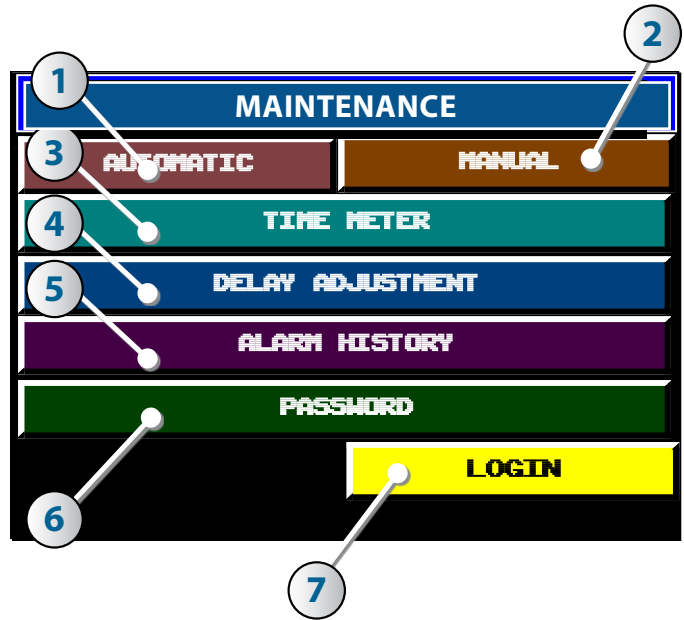 2
1
MAINTENANCE
3
AUTOMATIC MANUAL
TIME METER
4
DELAY ADJUSTMENT
5
ALARM HISTORY
PASSWORD
LOGIN
6
7